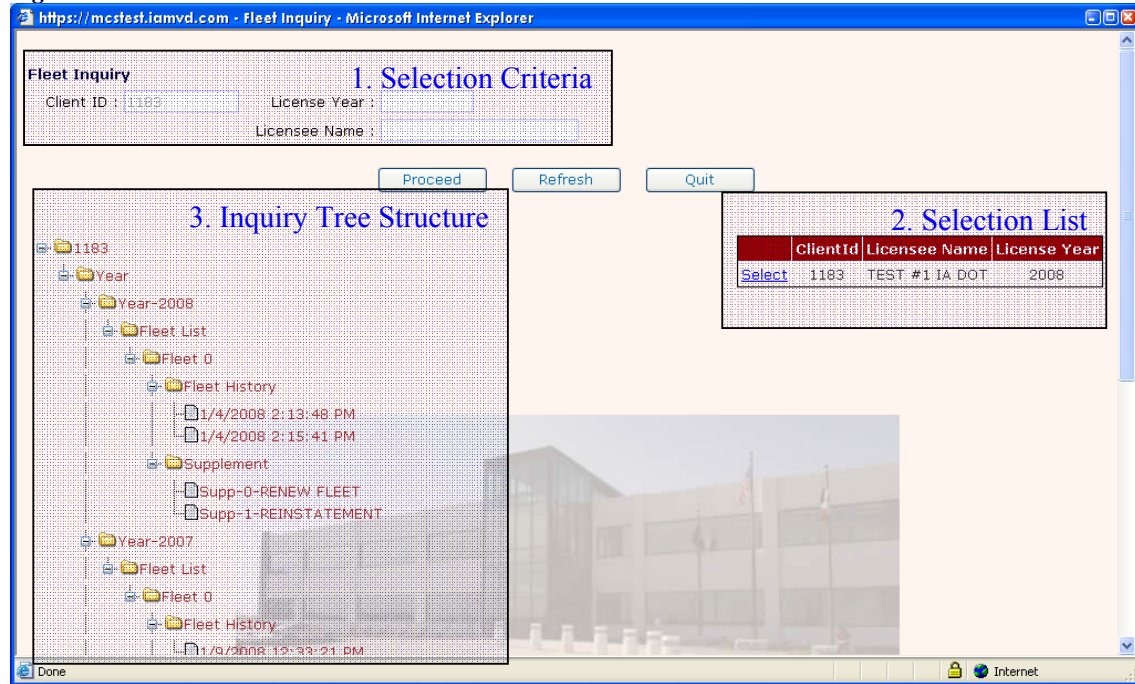 https://mcstest.iamvd.com - Fleet Inquiry - Microsoft Internet Explorer
Fleet Inquiry
1. Selection Criteria
Client ID : 1183 License Year :
Licensee Name :
Proceed Refresh Quit
3. Inquiry Tree Structure
1183
Year
Year-2008
Fleet List
Fleet 0
Fleet History
1/4/2008 2:13:48 PM
1/4/2008 2:15:41 PM
Supplement
Supp-0-RENEW FLEET
Supp-1-REINSTATEMENT
Year-2007
Fleet List
Fleet 0
Fleet History
1/9/2008 12:33:21 PM
2. Selection List
ClientId Licensee Name License Year
Select 1183 TEST #1 IA DOT 2008
Done Internet